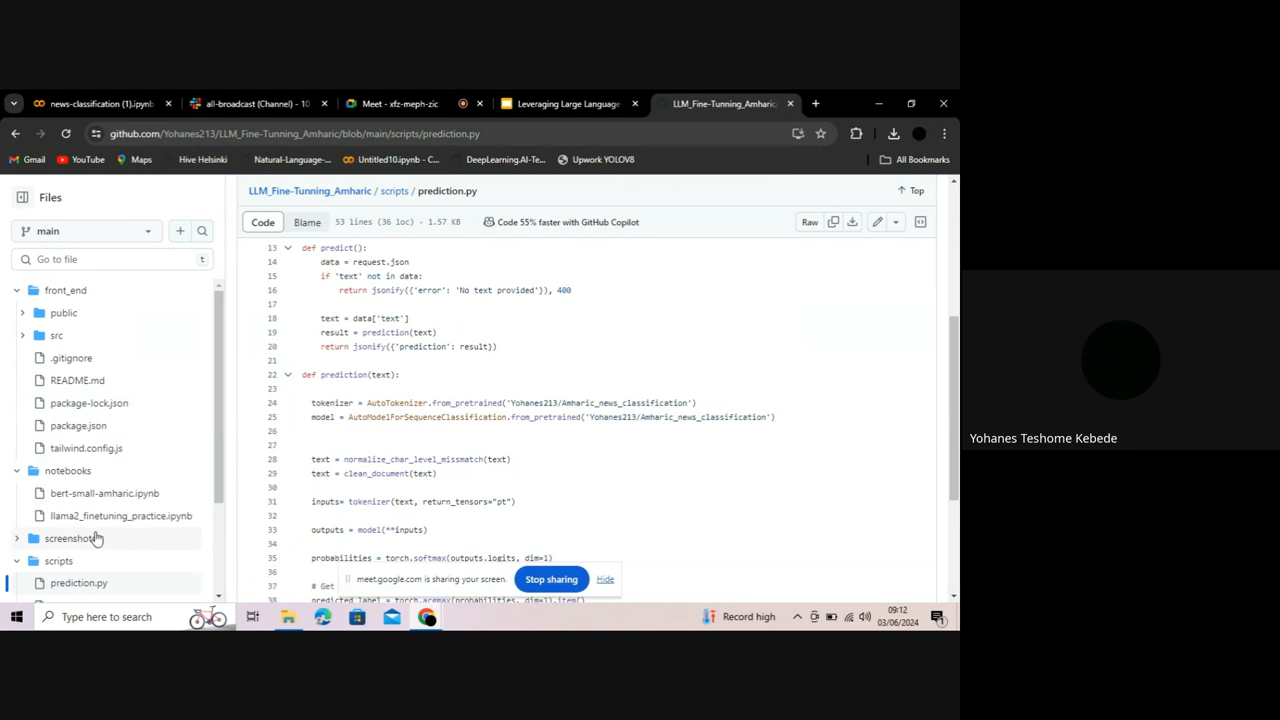 news-classification (1).ipynb
all-broadcast (Channel) - 10
Meet - xfz-meph-zic
Leveraging Large Language
LLM_Fine-Tunning_Amharic
github.com/Yohanes213/LLM_Fine-Tunning_Amharic/blob/main/scripts/prediction.py
Gmail
YouTube
Maps
Hive Helsinki
Natural-Language-...
Untitled10.ipynb - C...
DeepLearning.AI-Te...
Upwork YOLOV8
All Bookmarks
Files
LLM_Fine-Tunning_Amharic / scripts / prediction.py
Top
main
Code
Blame
53 lines (36 loc) · 1.57 KB
Code 55% faster with GitHub Copilot
Raw
Go to file
t
front_end
public
src
.gitignore
README.md
package-lock.json
package.json
tailwind.config.js
notebooks
bert-small-amharic.ipynb
llama2_finetuning_practice.ipynb
screenshot
scripts
prediction.py
13 def predict():
14 data = request.json
15 if 'text' not in data:
16 return jsonify({'error': 'No text provided'}), 400
17
18 text = data['text']
19 result = prediction(text)
20 return jsonify({'prediction': result})
21
22 def prediction(text):
23
24 tokenizer = AutoTokenizer.from_pretrained('Yohanes213/Amharic_news_classification')
25 model = AutoModelForSequenceClassification.from_pretrained('Yohanes213/Amharic_news_classification')
26
27
28 text = normalize_char_level_missmatch(text)
29 text = clean_document(text)
30
31 inputs= tokenizer(text, return_tensors="pt")
32
33 outputs = model(**inputs)
34
35 probabilities = torch.softmax(outputs.logits, dim=1)
36
37 # Get
38 predicted_label = torch.argmax(probabilities, dim=1).item()
meet.google.com is sharing your screen.
Stop sharing
Hide
Type here to search
Record high
09:12
03/06/2024
1
Yohanes Teshome Kebede